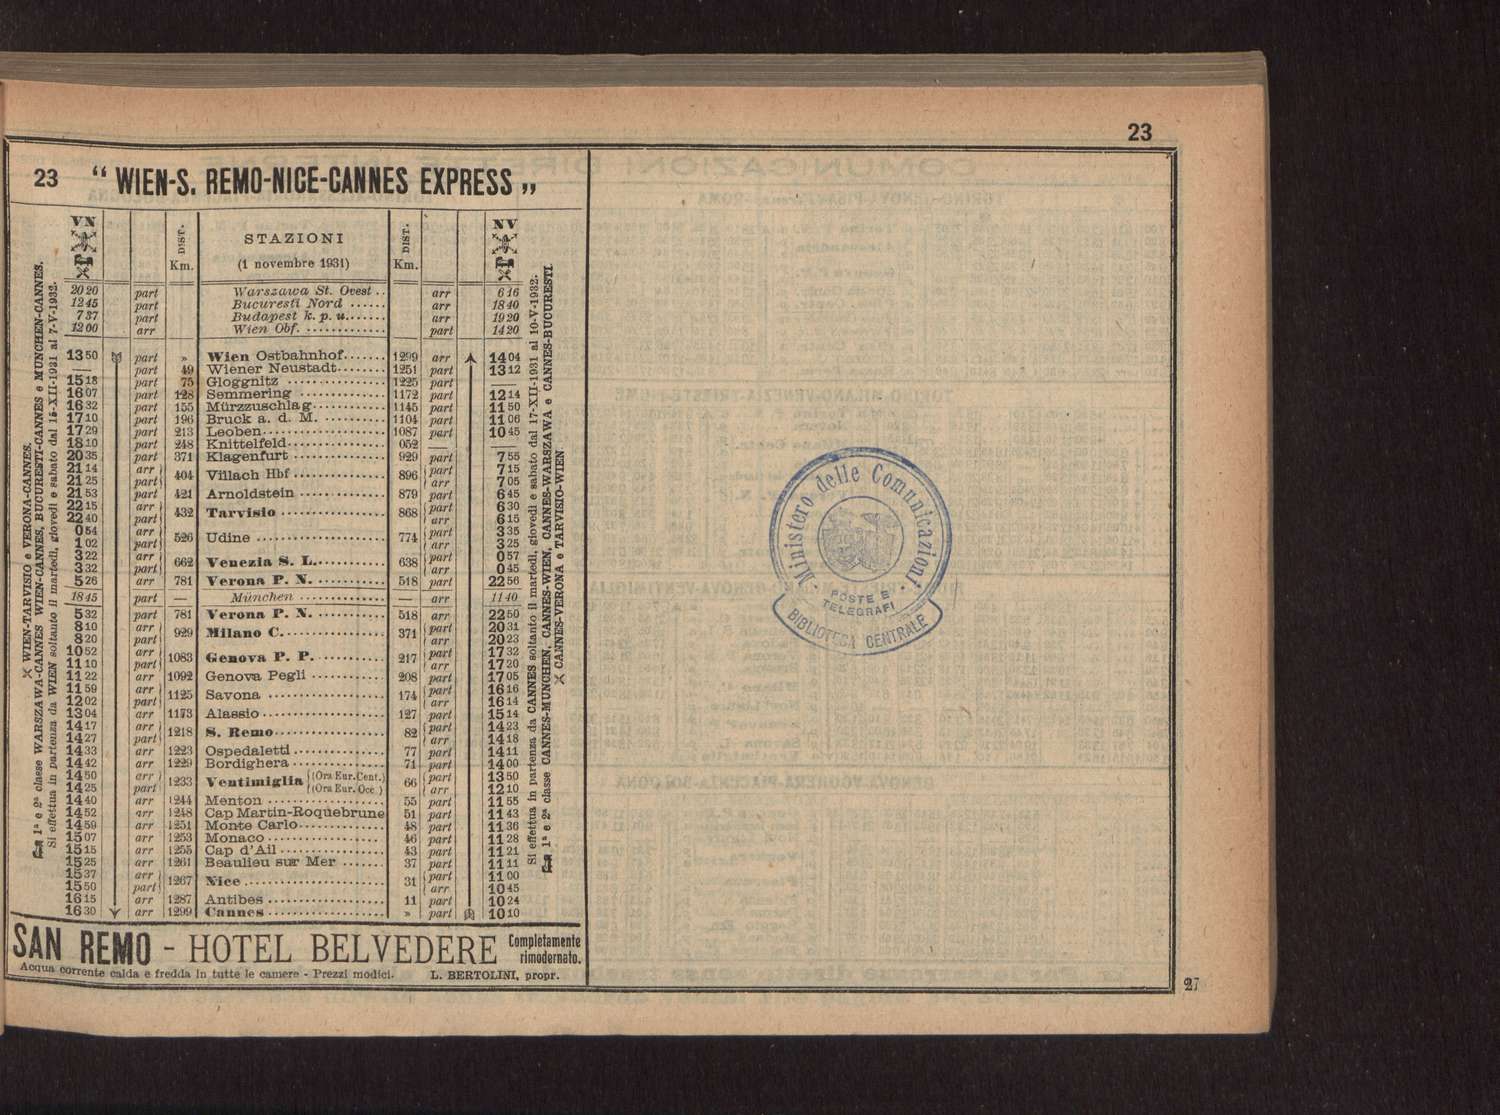 23
23 “ WIEN-S. REMO-NICE-CANNES EXPRESS „
VN DIST. Km. STAZIONI (1 novembre 1931) DIST. Km. NV
20 20 part Warszawa St. Ovest .. arr 6 16
12 45 part Bucuresti Nord ...... arr 18 40
7 37 part Budapest k. p. u. ...... arr 19 20
12 00 arr Wien Obf. ............ part 14 20
13 50 part » Wien Ostbahnhof....... 1299 arr 14 04
— part 49 Wiener Neustadt....... 1251 part 13 12
15 18 part 75 Gloggnitz ............... 1225 part —
16 07 part 128 Semmering ............. 1172 part 12 14
16 32 part 155 Mürzzuschlag........... 1145 part 11 50
17 10 part 196 Bruck a. d. M. .......... 1104 part 11 06
17 29 part 213 Leoben.................. 1087 part 10 45
18 10 part 248 Knittelfeld.............. 052 — —
20 35 part 371 Klagenfurt .............. 929 part 7 55
21 14 arr 404 Villach Hbf .............. 896 part 7 15
21 25 part arr 7 05
21 53 part 421 Arnoldstein ............. 879 part 6 45
22 15 arr 432 Tarvisio ................ 868 part 6 30
22 40 part arr 6 15
0 54 arr 526 Udine ................... 774 part 3 35
1 02 part arr 3 25
3 22 arr 662 Venezia S. L........... 638 part 0 57
3 32 part arr 0 45
5 26 arr 781 Verona P. N. .......... 518 part 22 56
18 45 part — München ............. — arr 11 40
5 32 part 781 Verona P. N. .......... 518 arr 22 50
8 10 arr 929 Milano C............... 371 part 20 31
8 20 part arr 20 23
10 52 arr 1083 Genova P. P. .......... 217 part 17 32
11 10 part arr 17 20
11 22 arr 1092 Genova Pegli ........... 208 part 17 05
11 59 arr 1125 Savona ................. 174 part 16 16
12 02 part arr 16 14
13 04 arr 1173 Alassio .................. 127 part 15 14
14 17 arr 1218 S. Remo................. 82 part 14 23
14 27 part arr 14 18
14 33 arr 1223 Ospedaletti ............. 77 part 14 11
14 42 arr 1229 Bordighera ............. 71 part 14 00
14 50 arr 1233 Ventimiglia (Ora Eur. Cent.) 66 part 13 50
14 25 part (Ora Eur. Occ.) arr 12 10
14 40 arr 1244 Menton ................. 55 part 11 55
14 52 arr 1248 Cap Martin-Roquebrune 51 part 11 43
14 59 arr 1251 Monte Carlo............. 48 part 11 36
15 07 arr 1253 Monaco ................. 46 part 11 28
15 15 arr 1255 Cap d'Ail ............... 43 part 11 21
15 25 arr 1261 Beaulieu sur Mer ...... 37 part 11 11
15 37 arr 1267 Nice ..................... 31 part 11 00
15 50 part arr 10 45
16 15 arr 1287 Antibes ................. 11 part 10 24
16 30 arr 1299 Cannes ................. » part 10 10
WIEN-TARVISIO e VERONA-CANNES.
1ª e 2ª classe WARSZAWA-CANNES WIEN-CANNES, BUCURESTI-CANNES e MUNCHEN-CANNES.
Si effettua in partenza da WIEN soltanto il martedì, giovedì e sabato dal 15-XII-1931 al 7-V-1932.
Si effettua in partenza da CANNES soltanto il martedì, giovedì e sabato dal 17-XII-1931 al 10-V-1932.
1ª e 2ª classe CANNES-MUNCHEN, CANNES-WIEN, CANNES-WARSZAWA e CANNES-BUCURESTI.
CANNES-VERONA e TARVISIO-WIEN
SAN REMO - HOTEL BELVEDERE Completamente rimodernato.
Acqua corrente calda e fredda in tutte le camere - Prezzi modici. L. BERTOLINI, propr.
Ministero delle Comunicazioni
POSTE E
TELEGRAFI
BIBLIOTECA CENTRALE
27